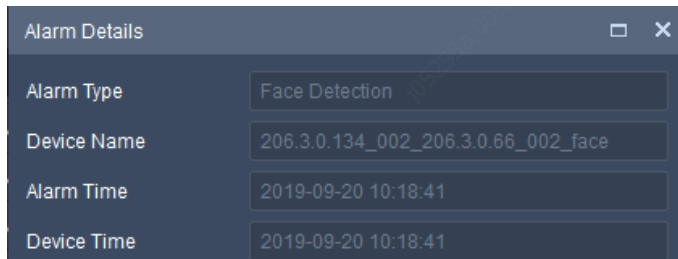 Alarm Details
Alarm Type Face Detection
Device Name 206.3.0.134_002_206.3.0.66_002_face
Alarm Time 2019-09-20 10:18:41
Device Time 2019-09-20 10:18:41